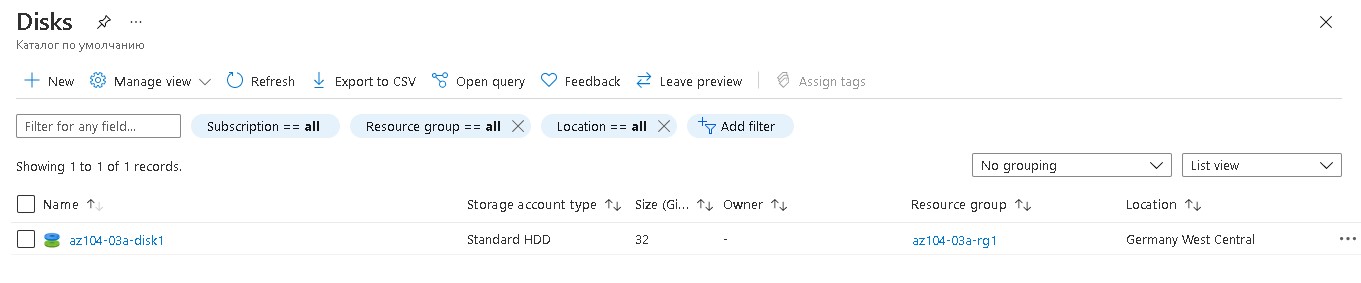 Disks
Каталог по умолчанию
New Manage view Refresh Export to CSV Open query Feedback Leave preview Assign tags
Filter for any field... Subscription == all Resource group == all Location == all Add filter
Showing 1 to 1 of 1 records. No grouping List view
Name Storage account type Size (Gi... Owner Resource group Location
az104-03a-disk1 Standard HDD 32 - az104-03a-rg1 Germany West Central